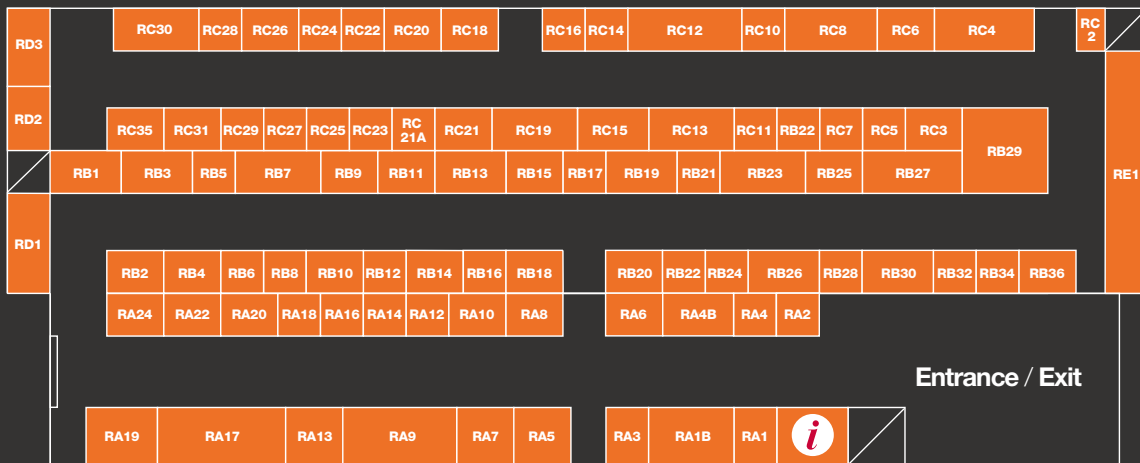 RD3
RC30 RC28 RC26 RC24 RC22 RC20 RC18 RC16 RC14 RC12 RC10 RC8 RC6 RC4
RC
2
RD2
RC35 RC31 RC29 RC27 RC25 RC23
RC
21A
RC21 RC19 RC15 RC13 RC11 RB22 RC7 RC5 RC3
RB29
RB1 RB3 RB5 RB7 RB9 RB11 RB13 RB15 RB17 RB19 RB21 RB23 RB25 RB27
RE1
RD1
RB2 RB4 RB6 RB8 RB10 RB12 RB14 RB16 RB18 RB20 RB22 RB24 RB26 RB28 RB30 RB32 RB34 RB36
RA24 RA22 RA20 RA18 RA16 RA14 RA12 RA10 RA8 RA6 RA4B RA4 RA2
Entrance / Exit
RA19 RA17 RA13 RA9 RA7 RA5 RA3 RA1B RA1 i